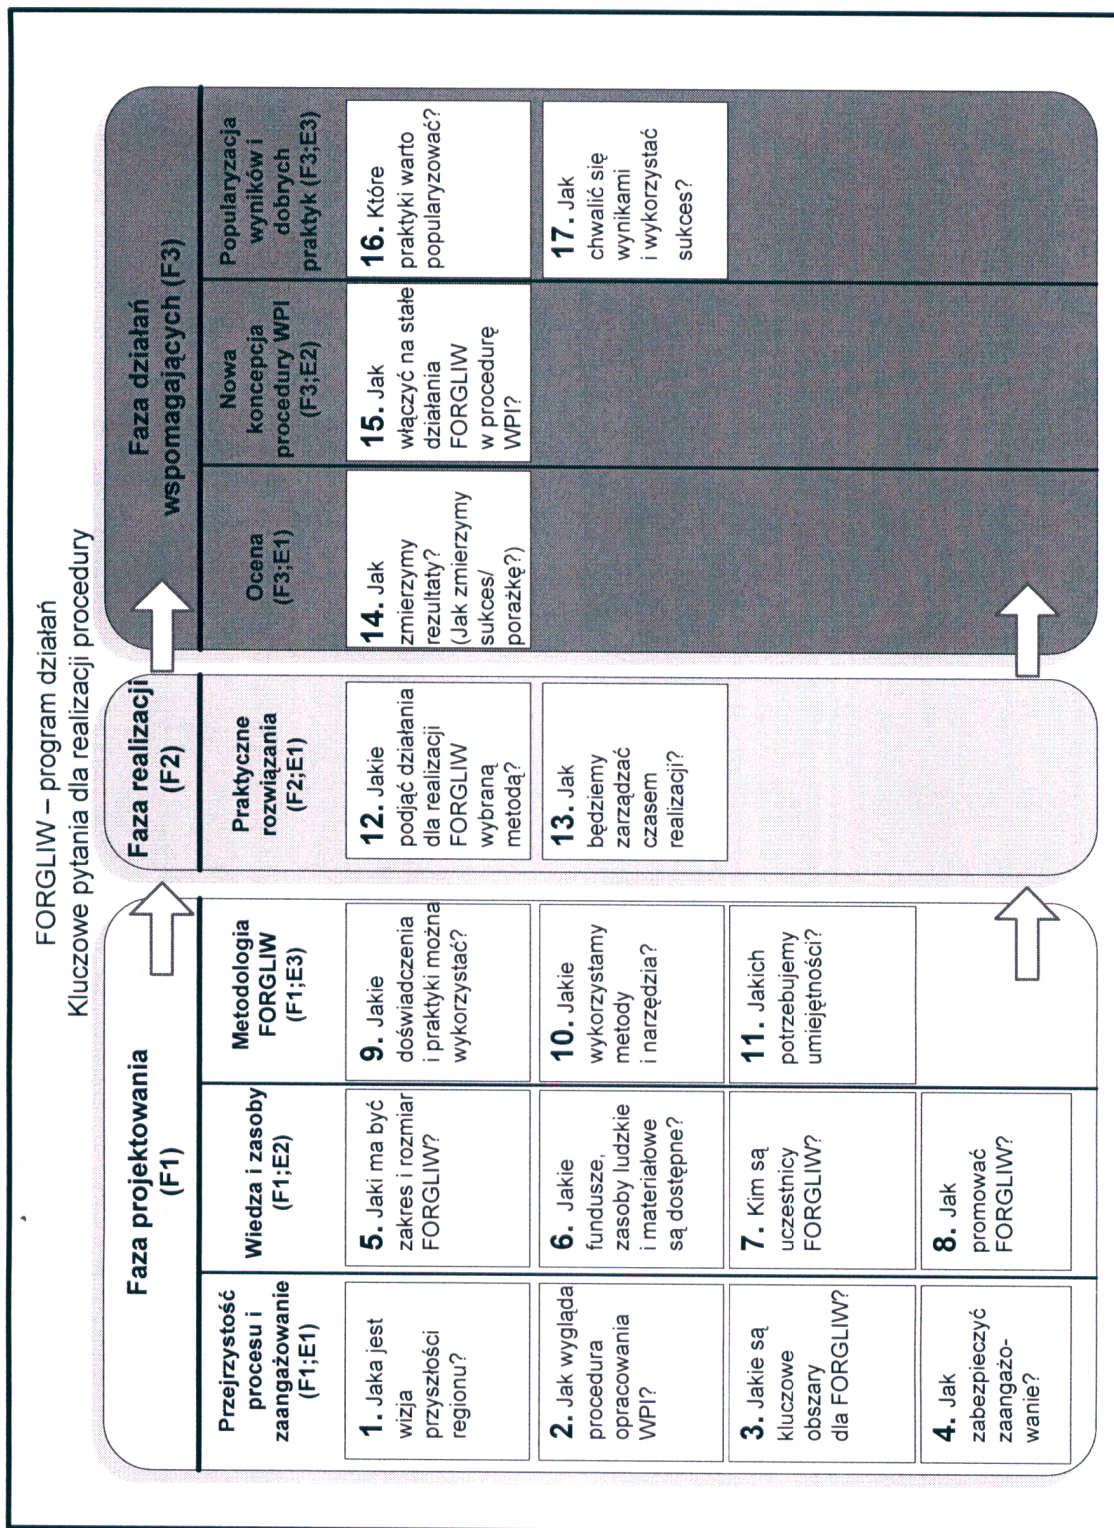 FORGLIW – program działań
Kluczowe pytania dla realizacji procedury
Faza projektowania
(F1)
Przejrzystość
procesu i
zaangażowanie
(F1;E1)
1. Jaka jest
wizja
przyszłości
regionu?
2. Jak wygląda
procedura
opracowania
WPI?
3. Jakie są
kluczowe
obszary
dla FORGLIW?
4. Jak
zabezpieczyć
zaangażo-
wanie?
Wiedza i zasoby
(F1;E2)
5. Jaki ma być
zakres i rozmiar
FORGLIW?
6. Jakie
fundusze,
zasoby ludzkie
i materiałowe
są dostępne?
7. Kim są
uczestnicy
FORGLIW?
8. Jak
promować
FORGLIW?
Metodologia
FORGLIW
(F1;E3)
9. Jakie
doświadczenia
i praktyki można
wykorzystać?
10. Jakie
wykorzystamy
metody
i narzędzia?
11. Jakich
potrzebujemy
umiejętności?
Faza realizacji
(F2)
Praktyczne
rozwiązania
(F2;E1)
12. Jakie
podjąć działania
dla realizacji
FORGLIW
wybraną
metodą?
13. Jak
będziemy
zarządzać
czasem
realizacji?
Faza działań
wspomagających (F3)
Ocena
(F3;E1)
14. Jak
zmierzymy
rezultaty?
(Jak zmierzymy
sukces/
porażkę?)
Nowa
koncepcja
procedury WPI
(F3;E2)
15. Jak
włączyć na stałe
działania
FORGLIW
w procedurę
WPI?
Popularyzacja
wyników i
dobrych
praktyk (F3;E3)
16. Które
praktyki warto
popularyzować?
17. Jak
chwalić się
wynikami
i wykorzystać
sukces?